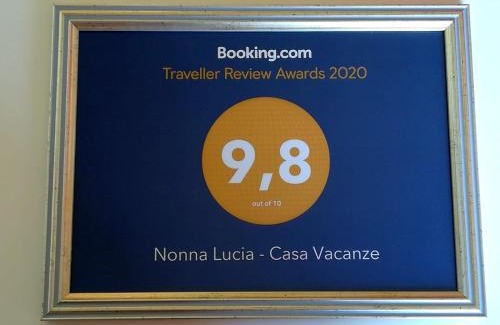 Booking.com
Traveller Review Awards 2020
9,8
out of 10
Nonna Lucia - Casa Vacanze